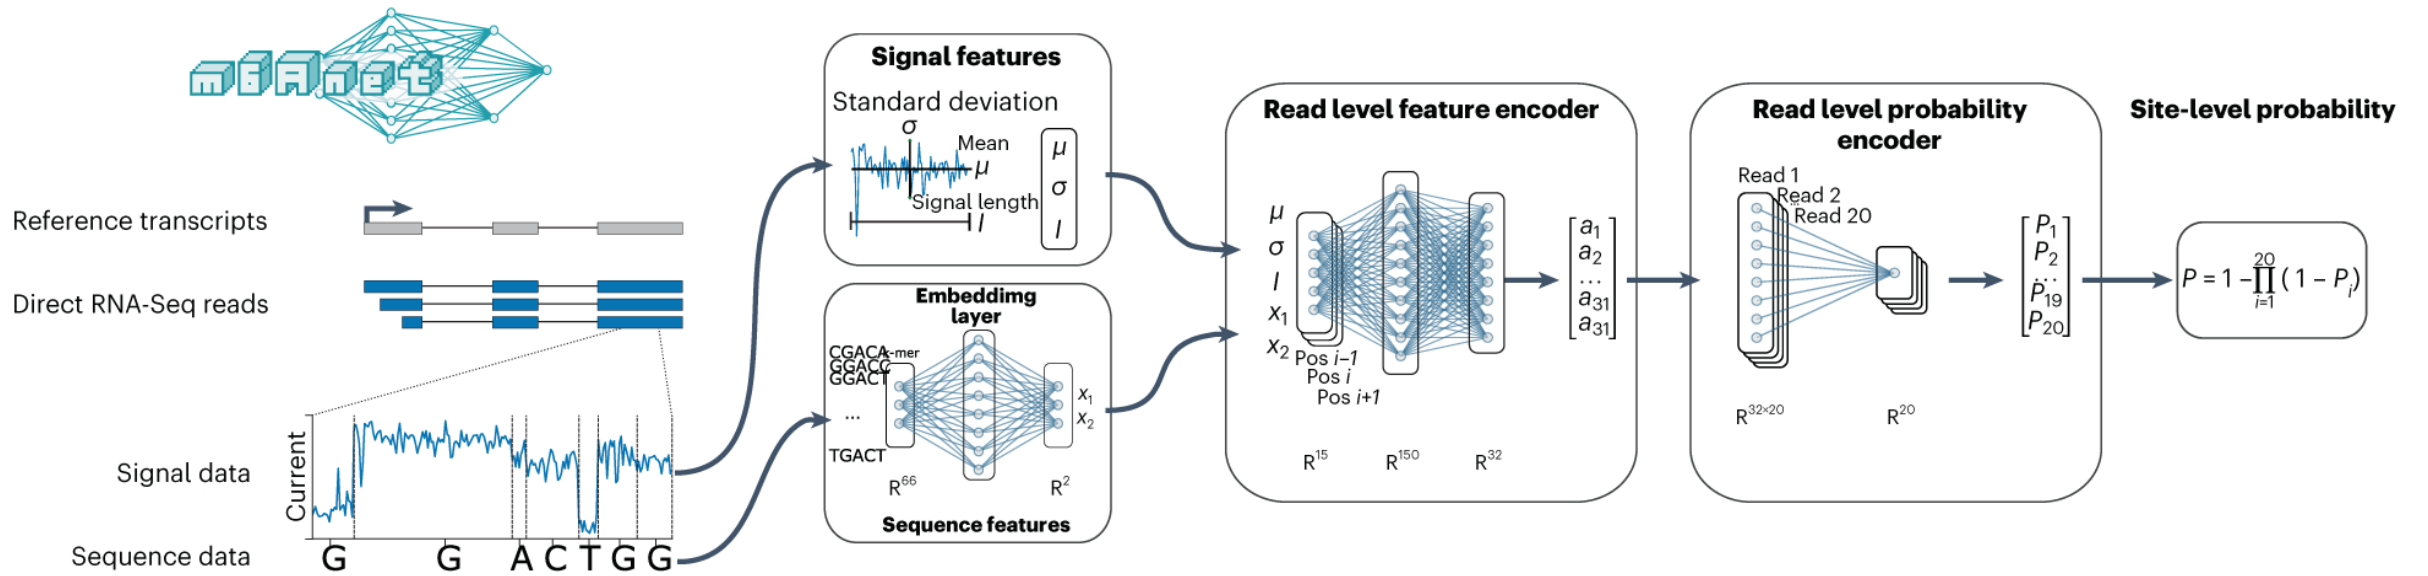 m6Anet
Reference transcripts
Direct RNA-Seq reads
Signal data
Current
Sequence data
G G A C T G G
Signal features
Standard deviation
σ
Mean
μ
Signal length
l
μ
σ
l
Embeddimg
layer
CGACA
k-mer
GGACC
GGACT
...
TGACT
x1
x2
R66
R2
Sequence features
Read level feature encoder
μ
σ
l
x1
x2
Pos i–1
Pos i
Pos i+1
R15
R150
R32
a1
a2
...
a31
a31
Read level probability
encoder
Read 1
Read 2
...
Read 20
R32×20
R20
P1
P2
...
P19
P20
Site-level probability
P = 1 – ∏ 20 i=1 (1 – Pi)